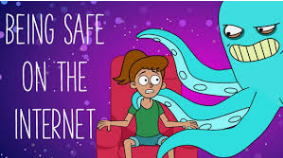 BEING SAFE
ON THE
INTERNET